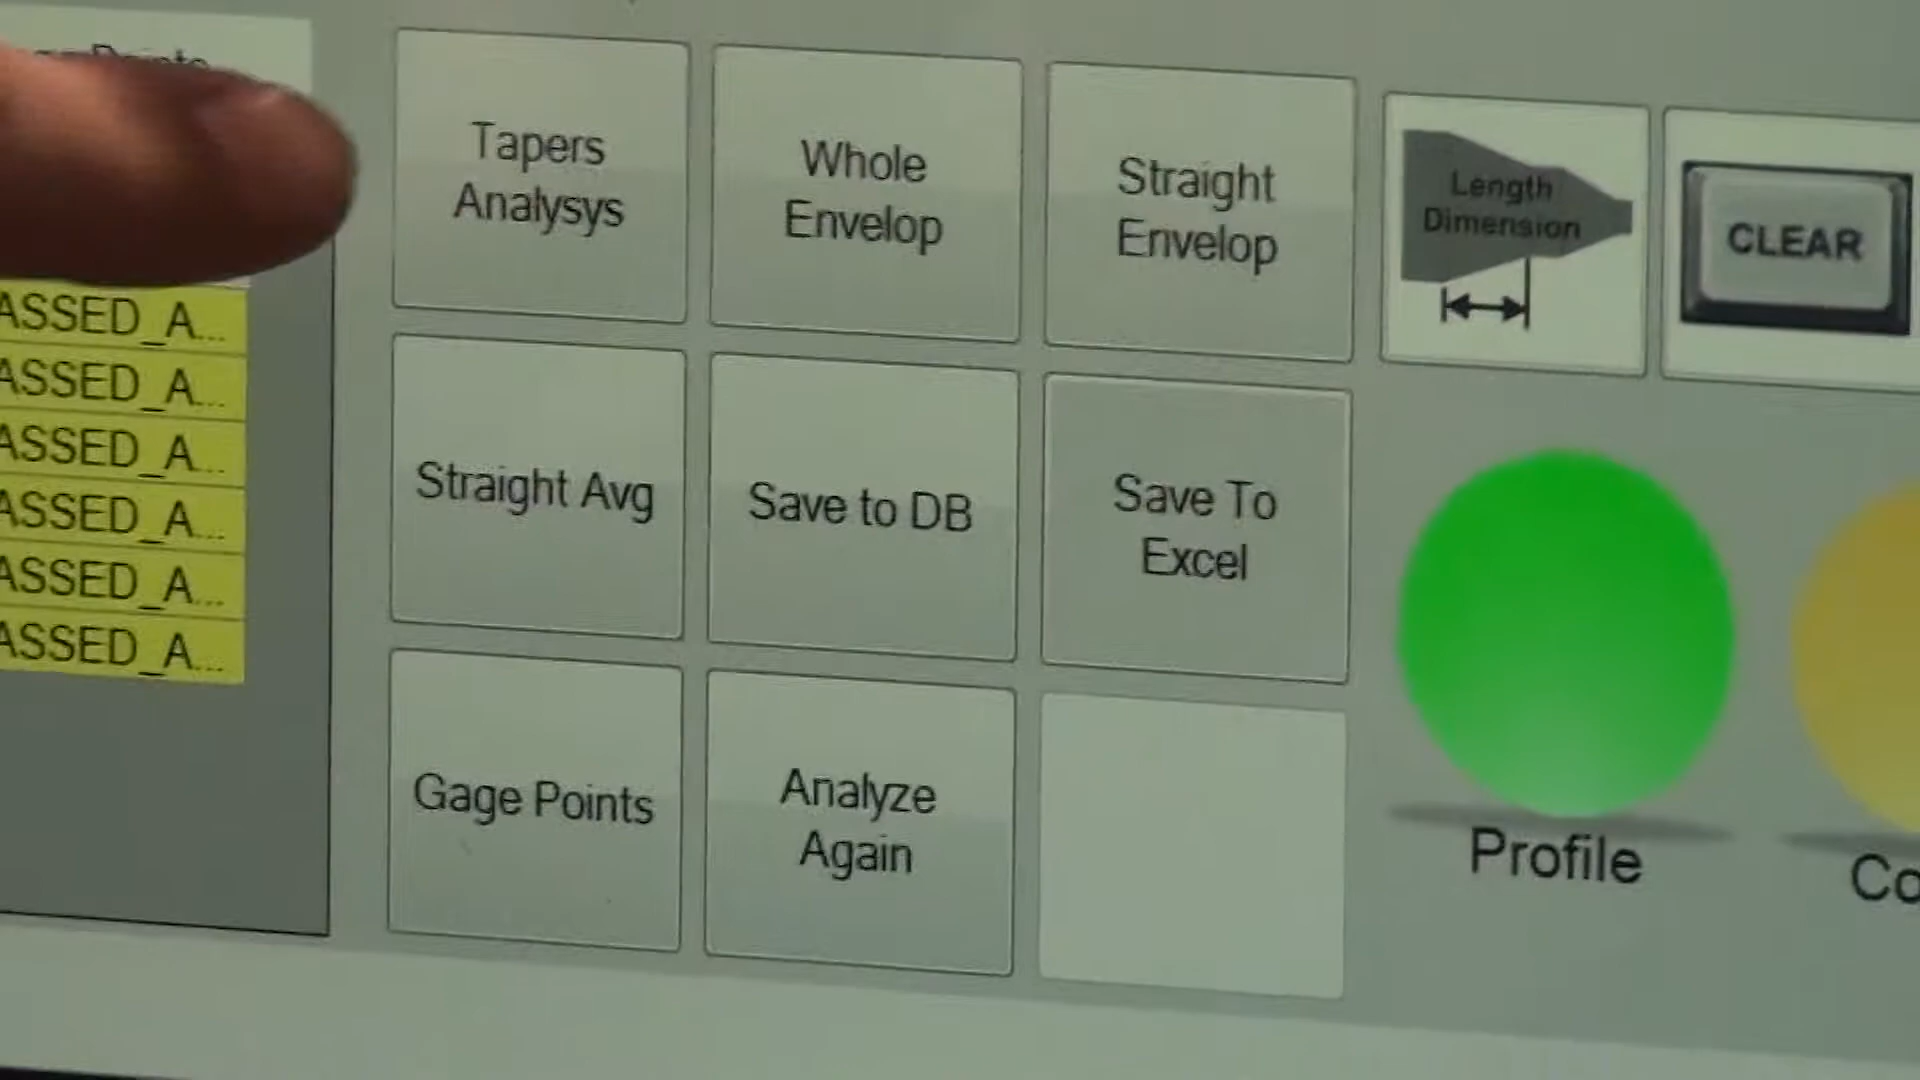 Tapers
Analysys
Whole
Envelop
Straight
Envelop
Length
Dimension
CLEAR
ASSED_A...
ASSED_A...
ASSED_A...
ASSED_A...
ASSED_A...
ASSED_A...
Straight Avg
Save to DB
Save To
Excel
Gage Points
Analyze
Again
Profile
Co